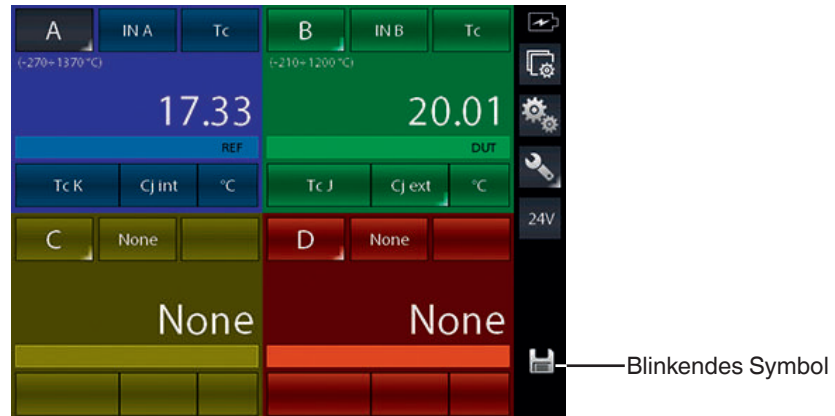 A IN A Tc
(-270÷1370°C)
17.33
REF
Tc K Cj int °C
B IN B Tc
(-210÷1200°C)
20.01
DUT
Tc J Cj ext °C
C None
None
D None
None
24V
Blinkendes Symbol